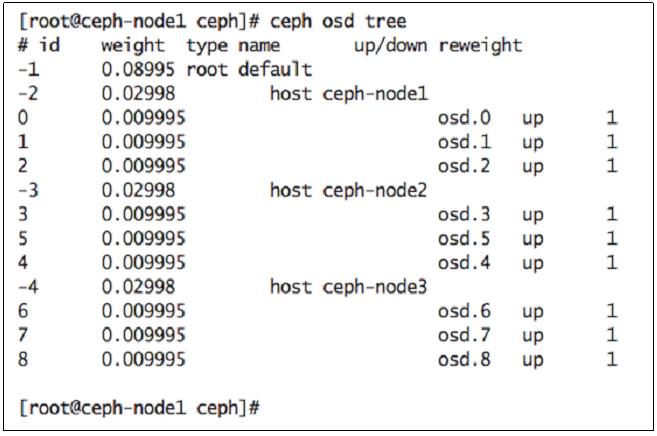 [root@ceph-node1 ceph]# ceph osd tree
# id    weight  type name       up/down reweight
-1      0.08995 root default
-2      0.02998         host ceph-node1
0       0.009995                        osd.0   up      1
1       0.009995                        osd.1   up      1
2       0.009995                        osd.2   up      1
-3      0.02998         host ceph-node2
3       0.009995                        osd.3   up      1
5       0.009995                        osd.5   up      1
4       0.009995                        osd.4   up      1
-4      0.02998         host ceph-node3
6       0.009995                        osd.6   up      1
7       0.009995                        osd.7   up      1
8       0.009995                        osd.8   up      1
[root@ceph-node1 ceph]#